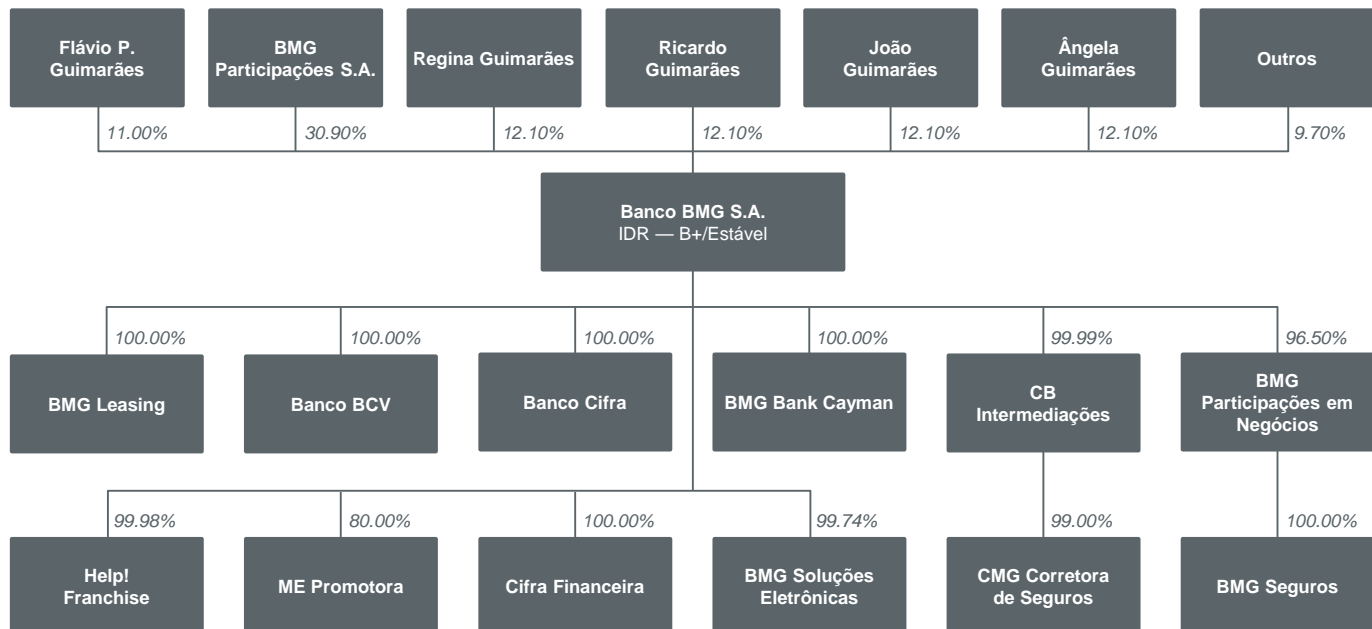 Flávio P.
Guimarães
BMG
Participações S.A.
Regina Guimarães
Ricardo
Guimarães
João
Guimarães
Ângela
Guimarães
Outros
11.00%
30.90%
12.10%
12.10%
12.10%
12.10%
9.70%
Banco BMG S.A.
IDR — B+/Estável
100.00%
100.00%
100.00%
100.00%
99.99%
96.50%
BMG Leasing
Banco BCV
Banco Cifra
BMG Bank Cayman
CB
Intermediações
BMG
Participações em
Negócios
99.98%
80.00%
100.00%
99.74%
99.00%
100.00%
Help!
Franchise
ME Promotora
Cifra Financeira
BMG Soluções
Eletrônicas
CMG Corretora
de Seguros
BMG Seguros